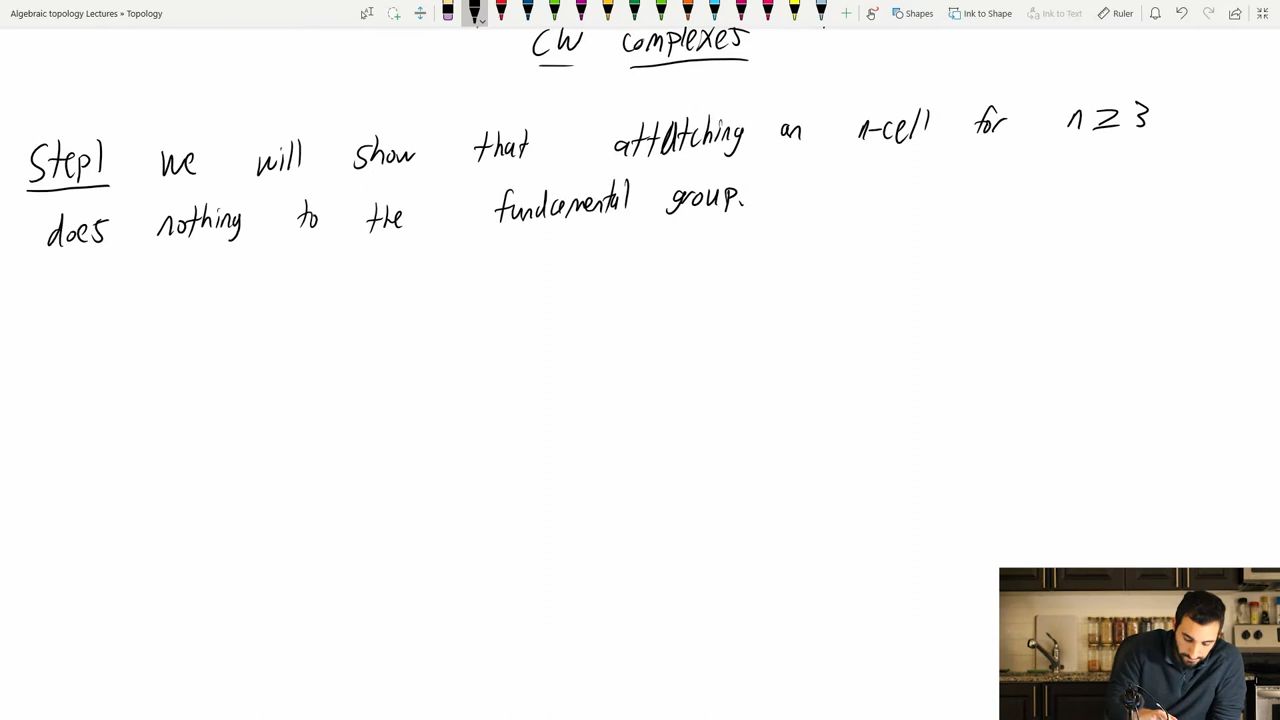 Algebraic topology Lectures » Topology
Shapes Ink to Shape Ink to Text Ruler
CW complexes
Step1 we will show that attatching an n-cell for n ≥ 3
does nothing to the fundamental group.